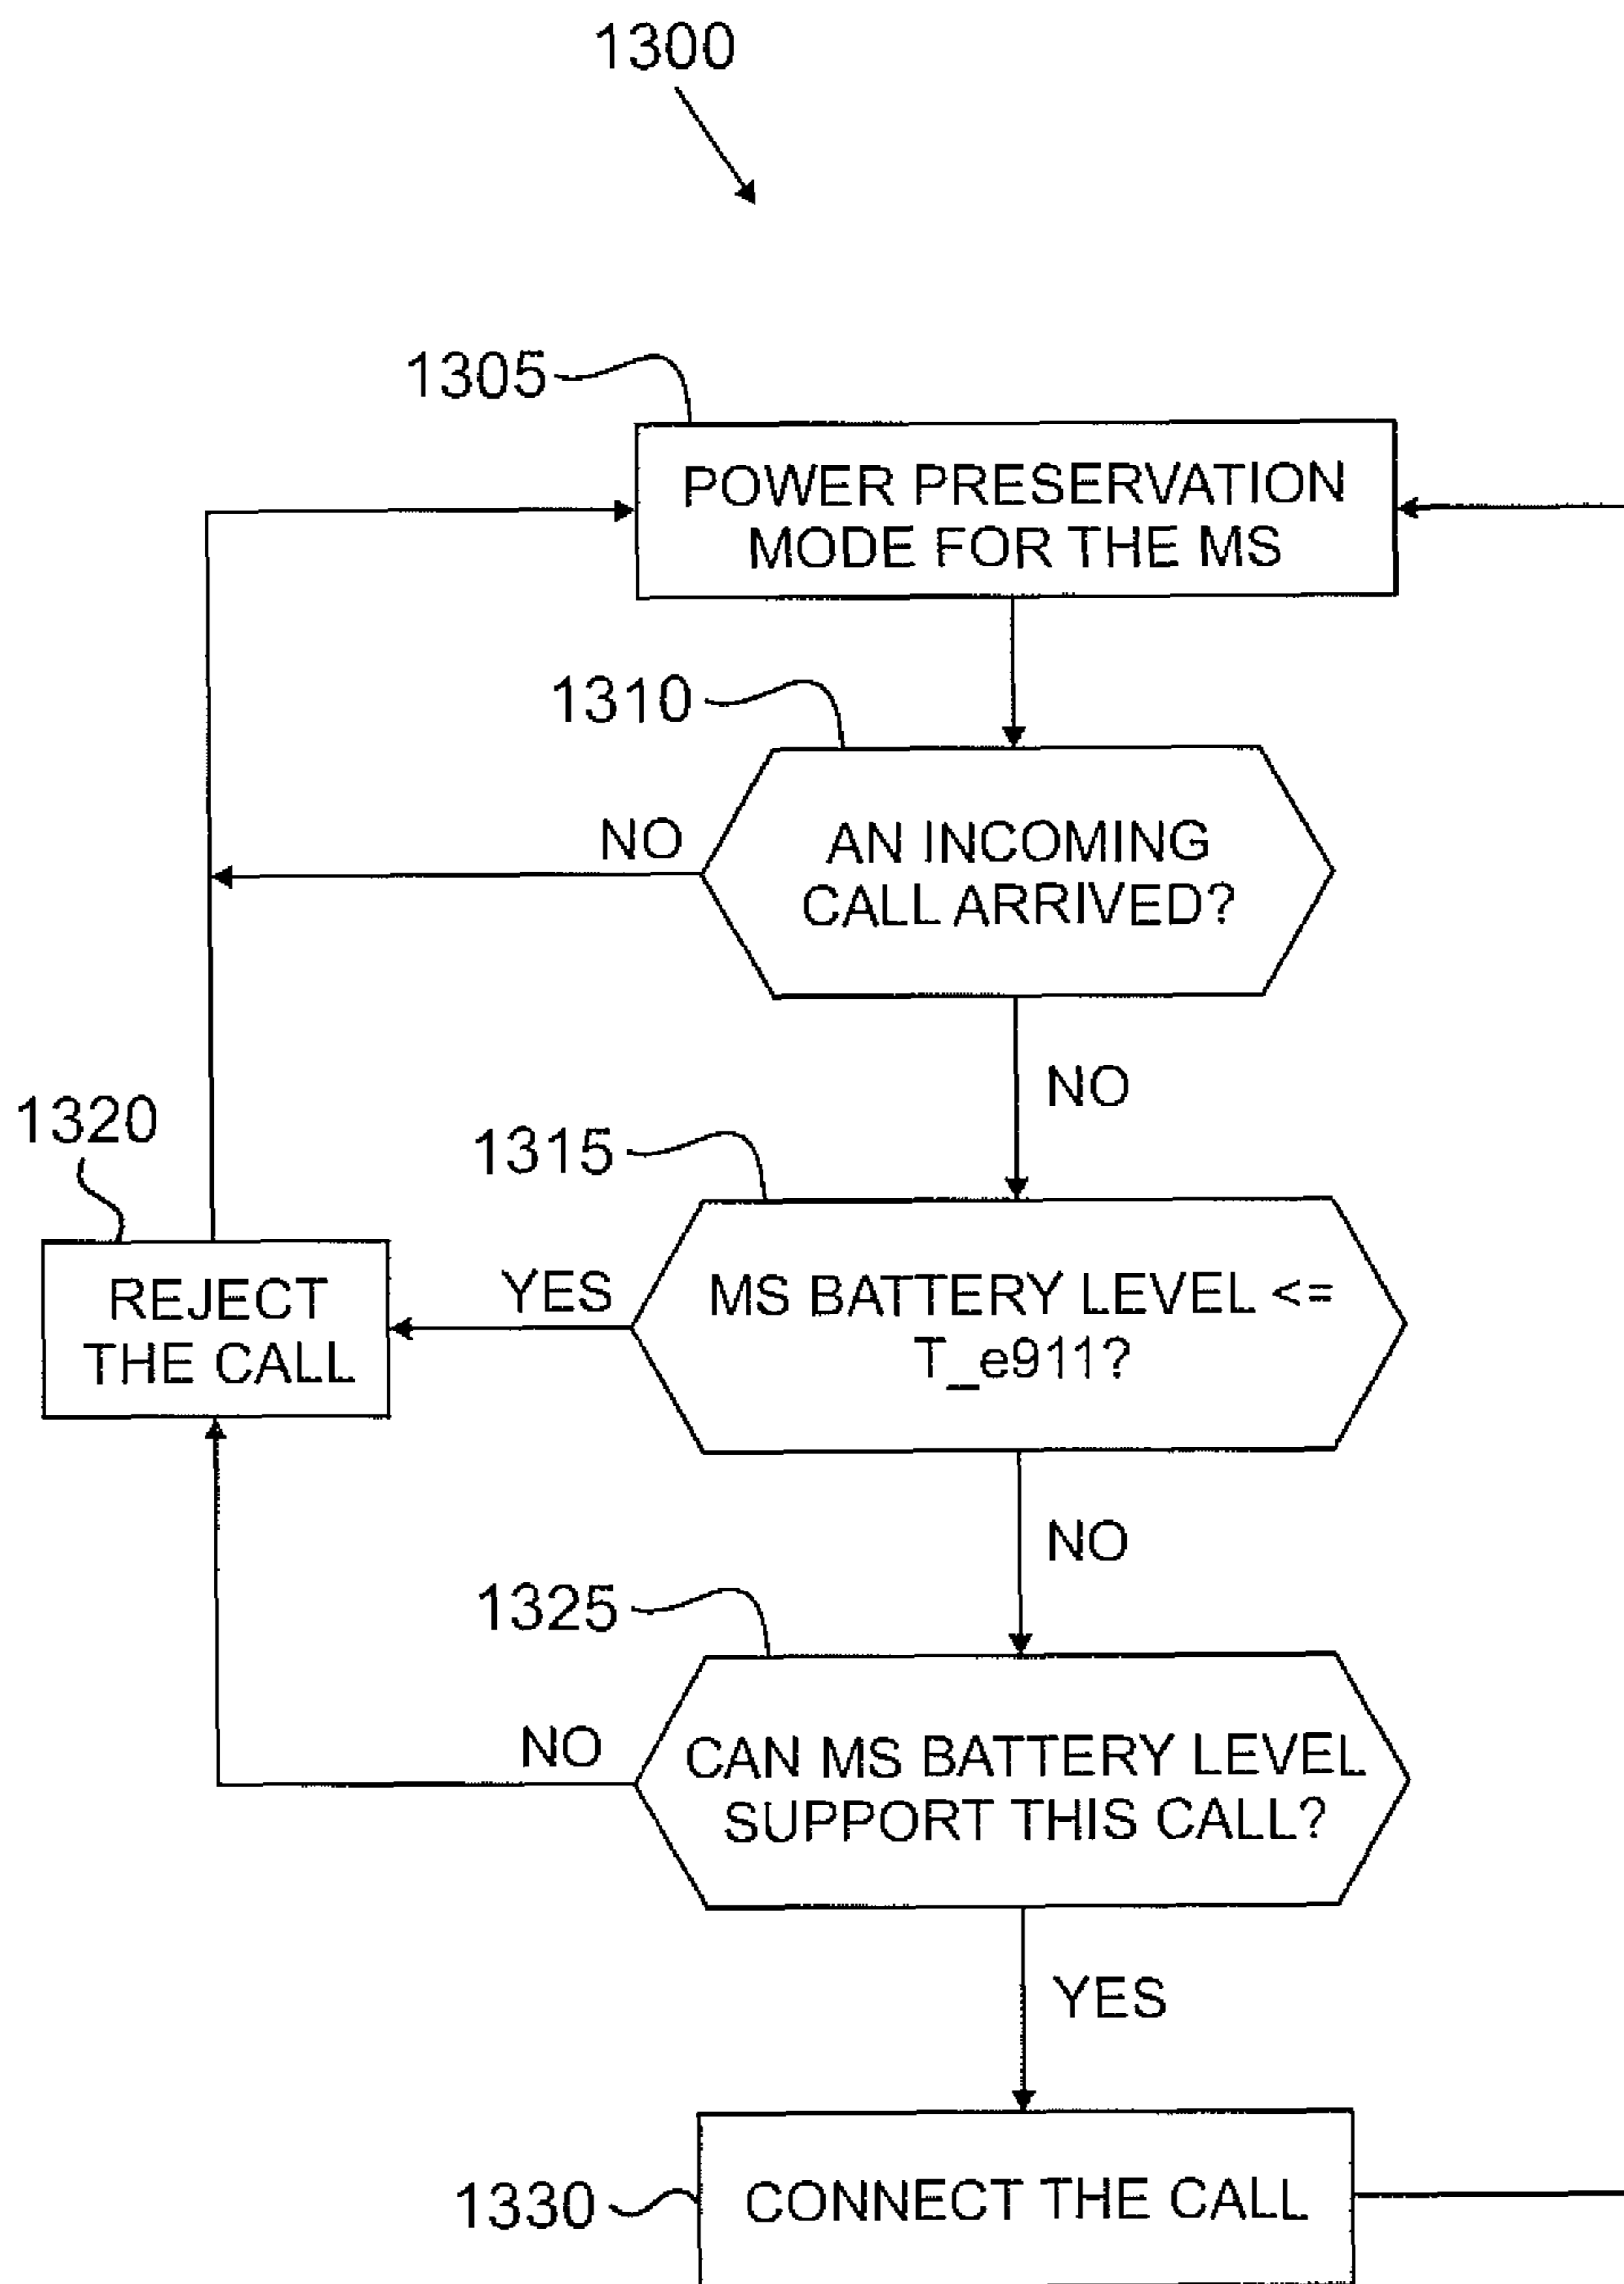 1300
1305
POWER PRESERVATION
MODE FOR THE MS
1310
NO
AN INCOMING
CALL ARRIVED?
NO
1320
1315
REJECT
THE CALL
YES
MS BATTERY LEVEL <=
T_e911?
NO
1325
NO
CAN MS BATTERY LEVEL
SUPPORT THIS CALL?
YES
1330
CONNECT THE CALL